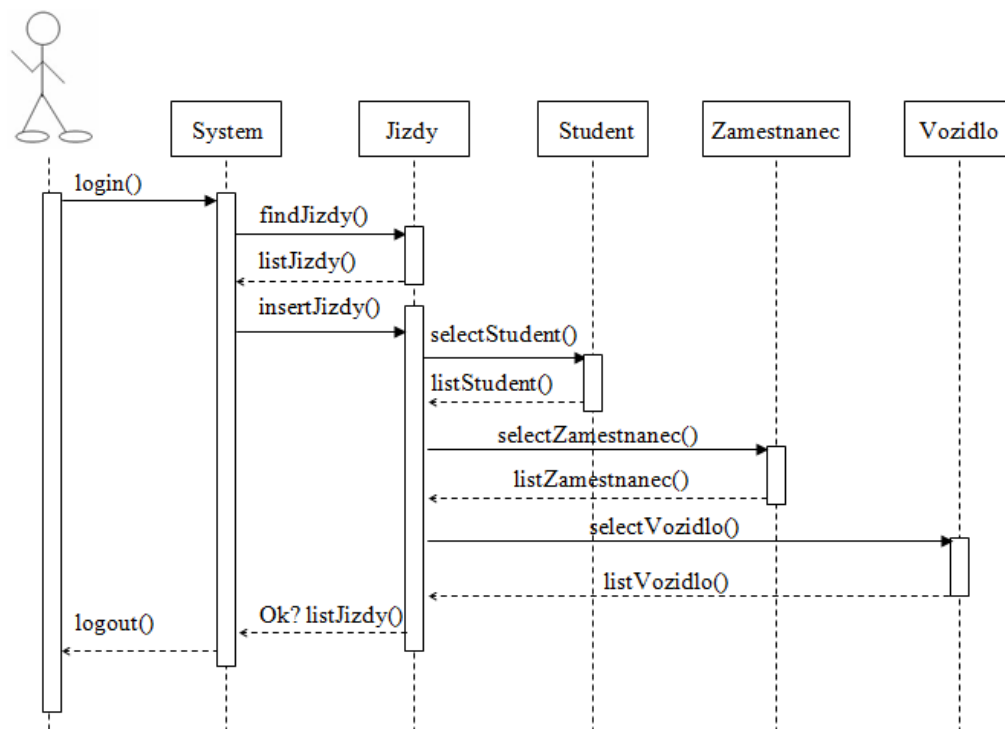 System
Jizdy
Student
Zamestnanec
Vozidlo
login()
findJizdy()
listJizdy()
insertJizdy()
selectStudent()
listStudent()
selectZamestnanec()
listZamestnanec()
selectVozidlo()
listVozidlo()
Ok? listJizdy()
logout()